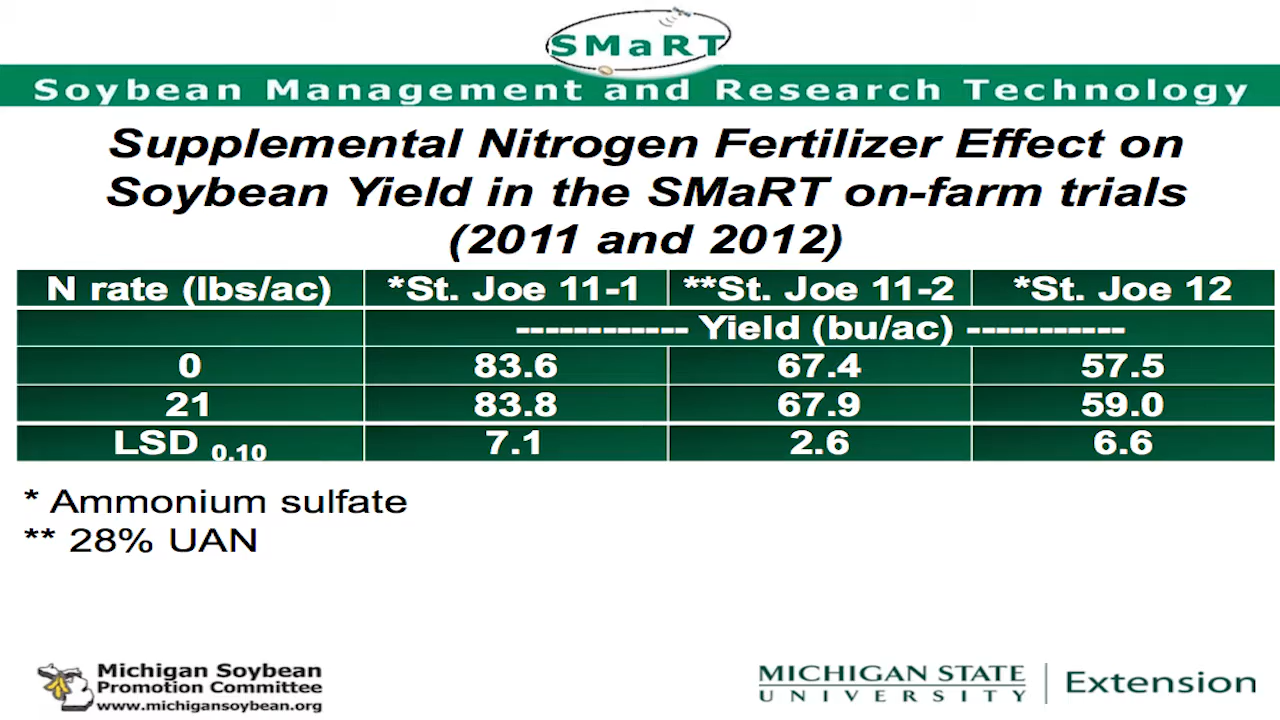 SMaRT
Soybean Management and Research Technology
Supplemental Nitrogen Fertilizer Effect on
Soybean Yield in the SMaRT on-farm trials
(2011 and 2012)
N rate (lbs/ac) *St. Joe 11-1 **St. Joe 11-2 *St. Joe 12
------------ Yield (bu/ac) -----------
0 83.6 67.4 57.5
21 83.8 67.9 59.0
LSD 0.10 7.1 2.6 6.6
* Ammonium sulfate
** 28% UAN
Michigan Soybean
Promotion Committee
www.michigansoybean.org
MICHIGAN STATE
UNIVERSITY
Extension